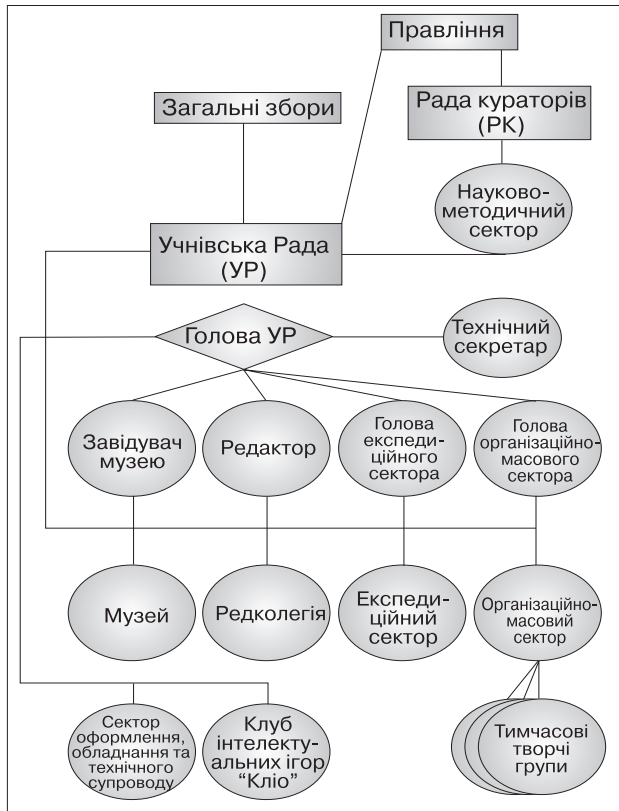 Правління
Загальні збори
Рада кураторів
(РК)
Науково-
методичний
сектор
Учнівська Рада
(УР)
Голова УР
Технічний
секретар
Завідувач
музею
Редактор
Голова
експеди-
ційного
сектора
Голова
організаційно-
масового
сектора
Музей
Редколегія
Експеди-
ційний
сектор
Організаційно-
масовий
сектор
Сектор
оформлення,
обладнання та
технічного
супроводу
Клуб
інтелекту-
альних ігор
“Кліо”
Тимчасові
творчі
групи